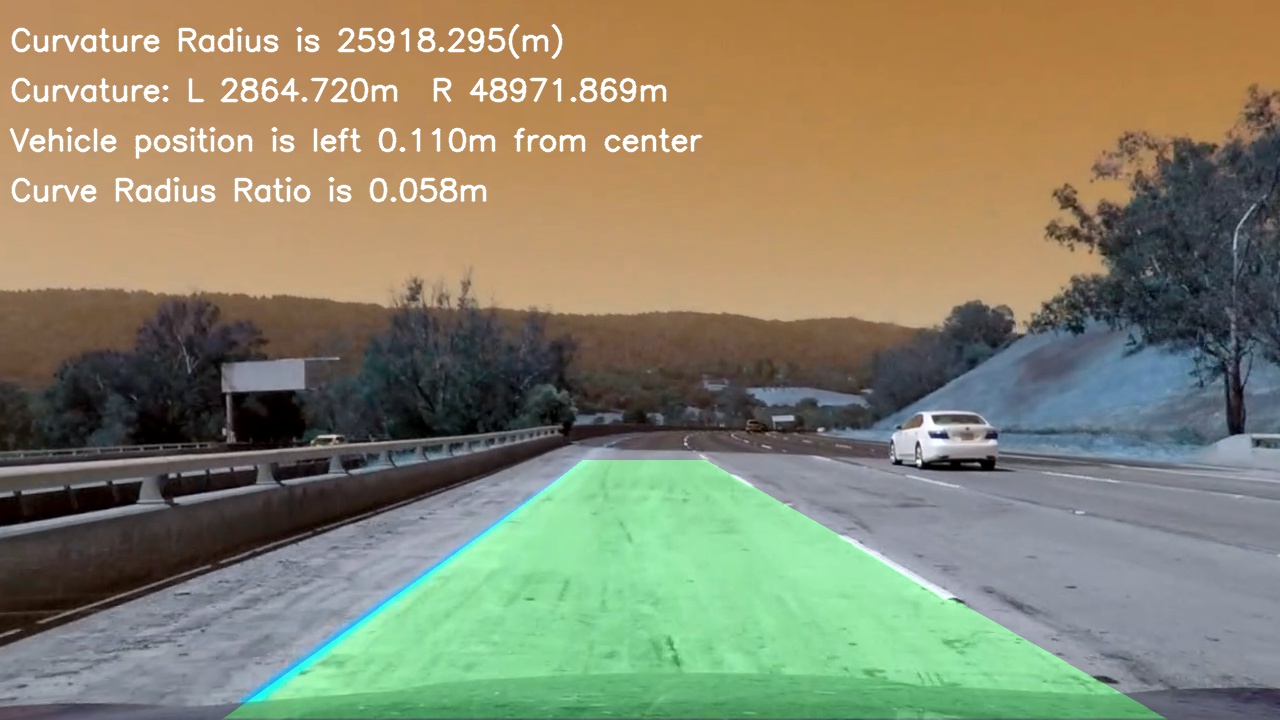 Curvature Radius is 25918.295(m)
Curvature: L 2864.720m R 48971.869m
Vehicle position is left 0.110m from center
Curve Radius Ratio is 0.058m